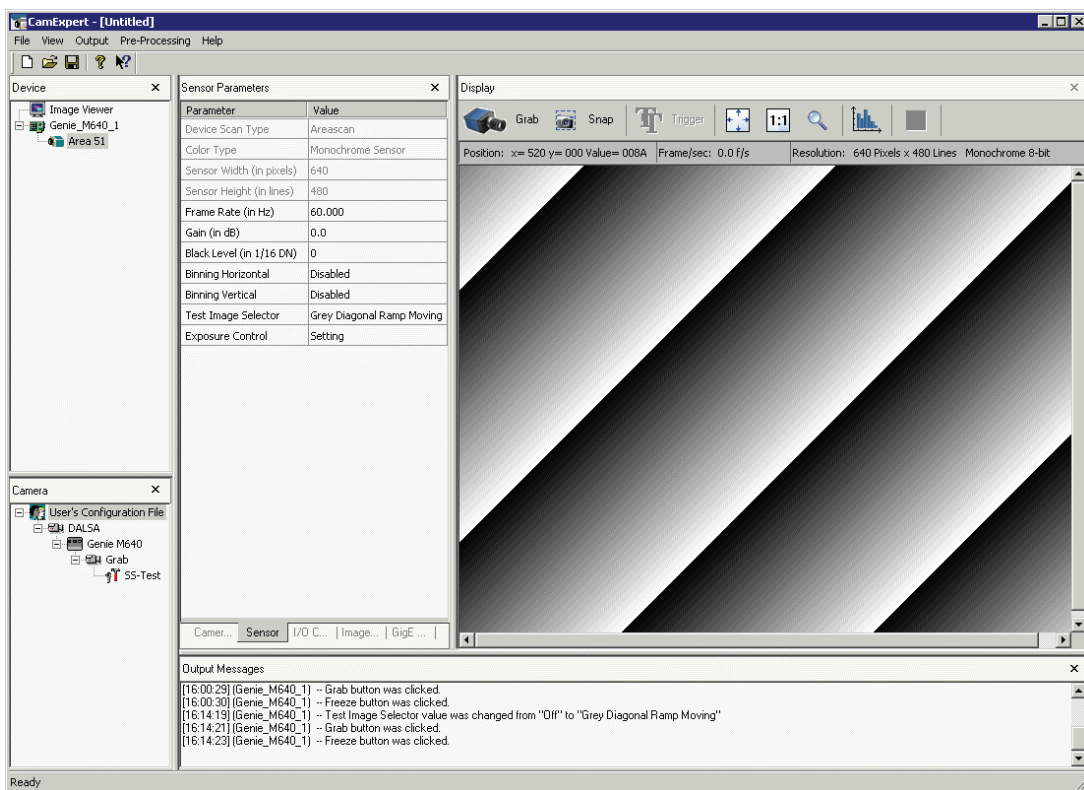 CamExpert - [Untitled]
File View Output Pre-Processing Help
Device
Image Viewer
Genie_M640_1
Area 51
Camera
User's Configuration File
DALSA
Genie M640
Grab
SS-Test
Sensor Parameters
Parameter Value
Device Scan Type Areascan
Color Type Monochrome Sensor
Sensor Width (in pixels) 640
Sensor Height (in lines) 480
Frame Rate (in Hz) 60.000
Gain (in dB) 0.0
Black Level (in 1/16 DN) 0
Binning Horizontal Disabled
Binning Vertical Disabled
Test Image Selector Grey Diagonal Ramp Moving
Exposure Control Setting
Camer... Sensor I/O C... Image... GigE ...
Display
Grab Snap Trigger 1:1
Position: x= 520 y= 000 Value= 008A Frame/sec: 0.0 f/s Resolution: 640 Pixels x 480 Lines Monochrome 8-bit
Output Messages
[16:00:29] (Genie_M640_1) -- Grab button was clicked.
[16:00:30] (Genie_M640_1) -- Freeze button was clicked.
[16:14:19] (Genie_M640_1) -- Test Image Selector value was changed from "Off" to "Grey Diagonal Ramp Moving"
[16:14:21] (Genie_M640_1) -- Grab button was clicked.
[16:14:23] (Genie_M640_1) -- Freeze button was clicked.
Ready